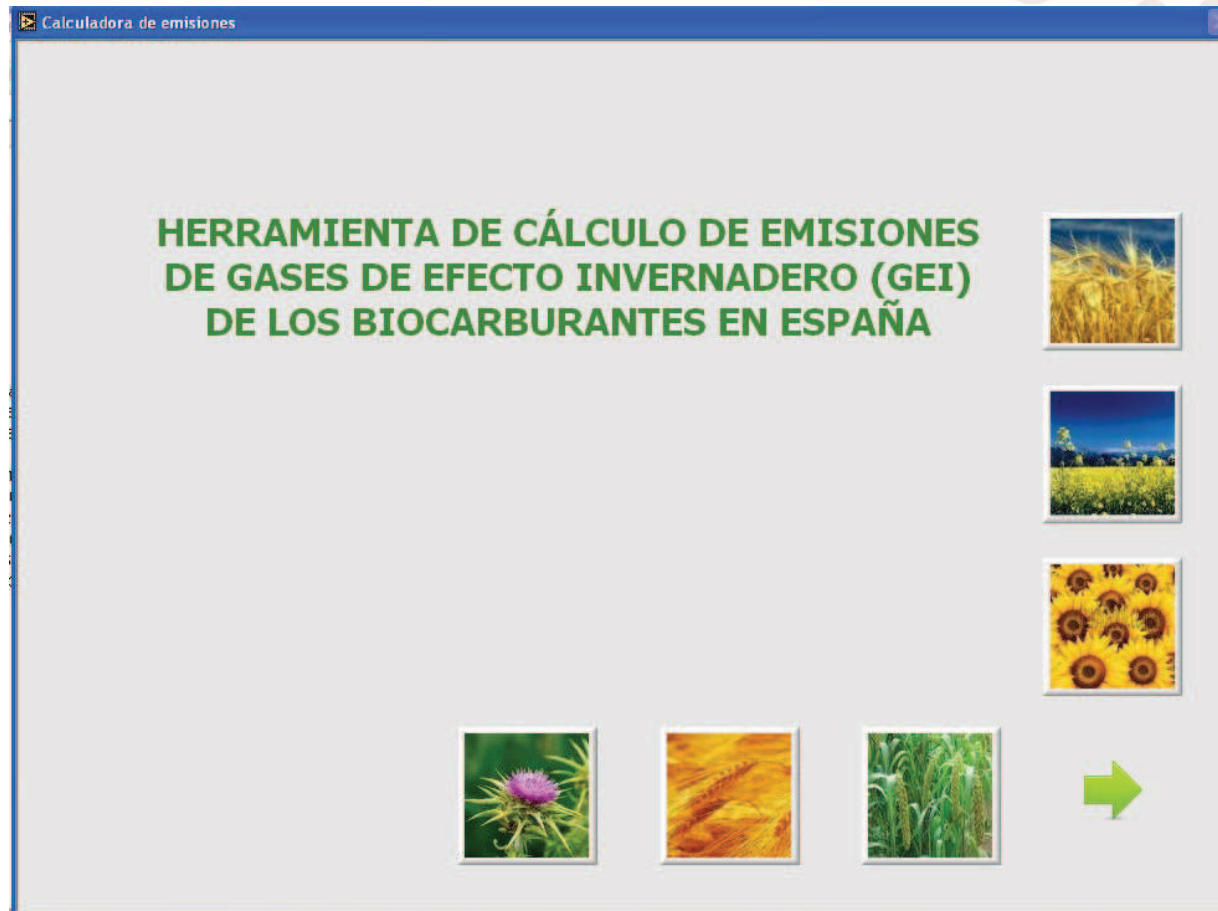 Calculadora de emisiones
HERRAMIENTA DE CÁLCULO DE EMISIONES
DE GASES DE EFECTO INVERNADERO (GEI)
DE LOS BIOCARBURANTES EN ESPAÑA